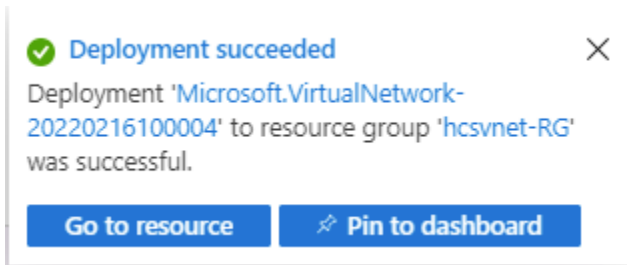 Deployment succeeded
Deployment 'Microsoft.VirtualNetwork-
20220216100004' to resource group 'hcsvnet-RG'
was successful.
Go to resource
Pin to dashboard